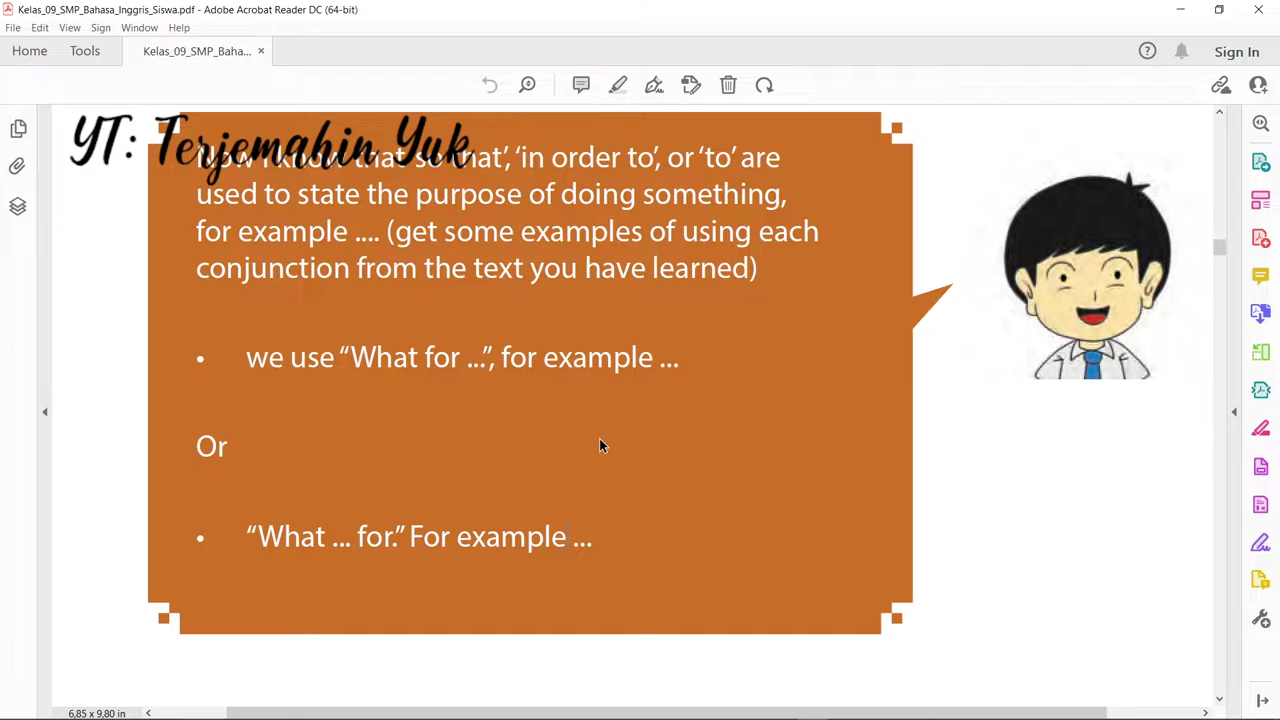 Kelas_09_SMP_Bahasa_Inggris_Siswa.pdf - Adobe Acrobat Reader DC (64-bit)
File Edit View Sign Window Help
Home Tools Kelas_09_SMP_Baha... × Sign In
YT: Terjemahin Yuk
that', 'in order to', or 'to' are
used to state the purpose of doing something,
for example .... (get some examples of using each
conjunction from the text you have learned)
• we use “What for ...”, for example ...
Or
• “What ... for.” For example ...
6,85 x 9,80 in